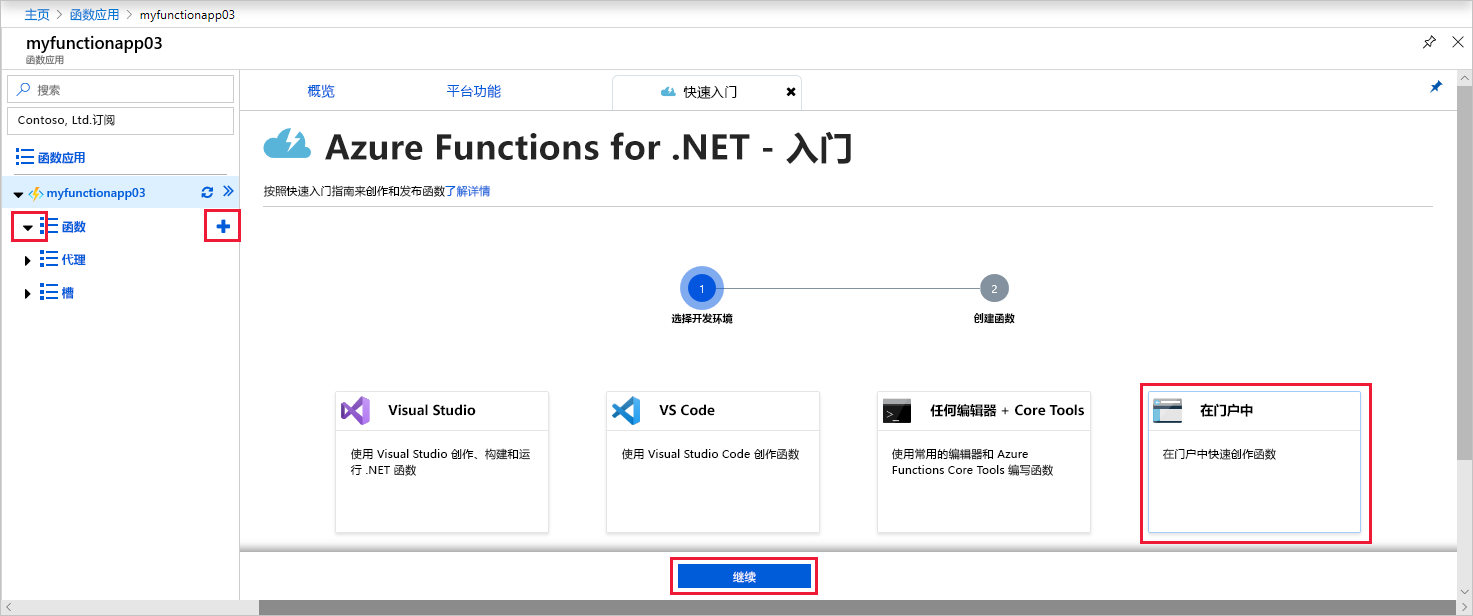 主页 > 函数应用 > myfunctionapp03
myfunctionapp03
函数应用
搜索
Contoso, Ltd.订阅
函数应用
myfunctionapp03
函数
代理
槽
概览
平台功能
快速入门
Azure Functions for .NET - 入门
按照快速入门指南来创作和发布函数了解详情
1
2
选择开发环境
创建函数
Visual Studio
使用 Visual Studio 创作、构建和运
行 .NET 函数
VS Code
使用 Visual Studio Code 创作函数
任何编辑器 + Core Tools
使用常用的编辑器和 Azure
Functions Core Tools 编写函数
在门户中
在门户中快速创作函数
继续